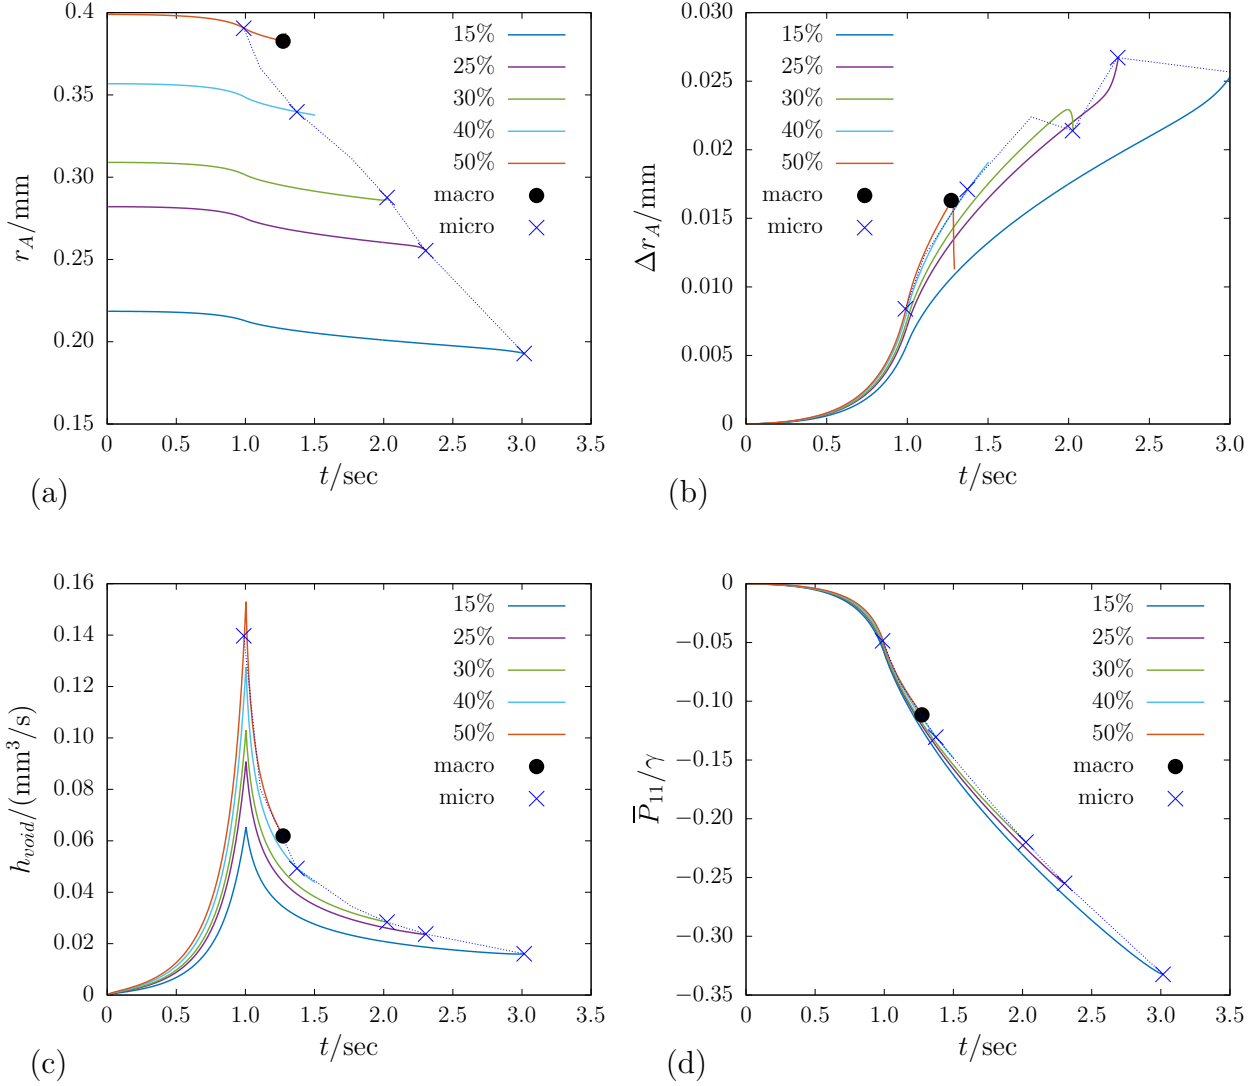 0.4
0.35
0.30
0.25
0.20
0.15
r_A/mm
0 0.5 1.0 1.5 2.0 2.5 3.0 3.5
t/sec
15%
25%
30%
40%
50%
macro
micro
(a)
0.030
0.025
0.020
0.015
0.010
0.005
0
Δr_A/mm
0 0.5 1.0 1.5 2.0 2.5 3.0
t/sec
15%
25%
30%
40%
50%
macro
micro
(b)
0.16
0.14
0.12
0.10
0.08
0.06
0.04
0.02
0
h_void/(mm³/s)
0 0.5 1.0 1.5 2.0 2.5 3.0 3.5
t/sec
15%
25%
30%
40%
50%
macro
micro
(c)
0
−0.05
−0.10
−0.15
−0.20
−0.25
−0.30
−0.35
P̅₁₁/γ
0 0.5 1.0 1.5 2.0 2.5 3.0 3.5
t/sec
15%
25%
30%
40%
50%
macro
micro
(d)